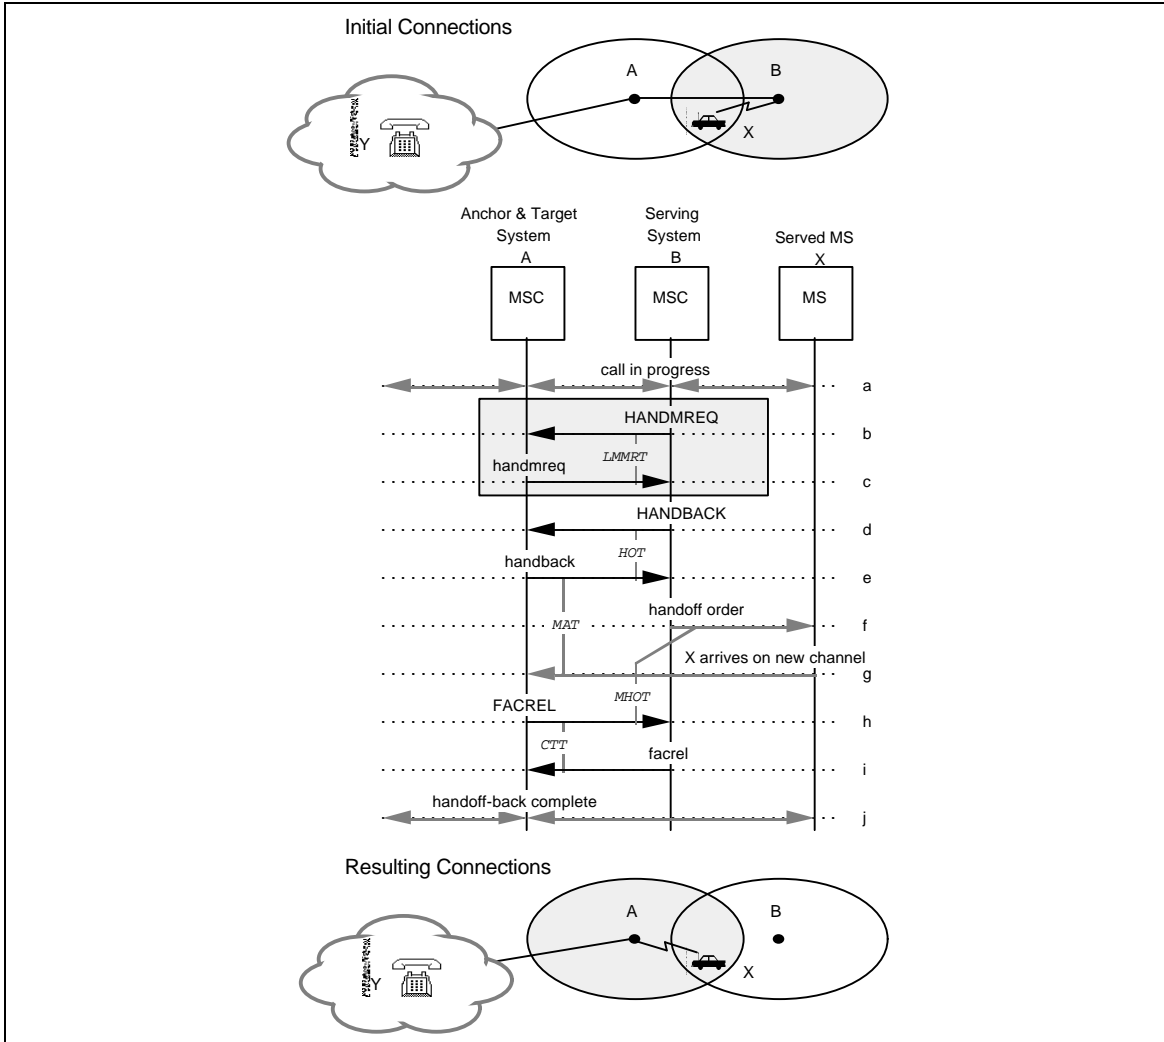 Initial Connections
A
B
Y
X
Anchor & Target
System
A
Serving
System
B
Served MS
X
MSC
MSC
MS
call in progress
a
HANDMREQ
b
LMMRT
handmreq
c
HANDBACK
d
HOT
handback
e
handoff order
MAT
f
X arrives on new channel
g
MHOT
FACREL
h
CTT
facrel
i
handoff-back complete
j
Resulting Connections
A
B
Y
X